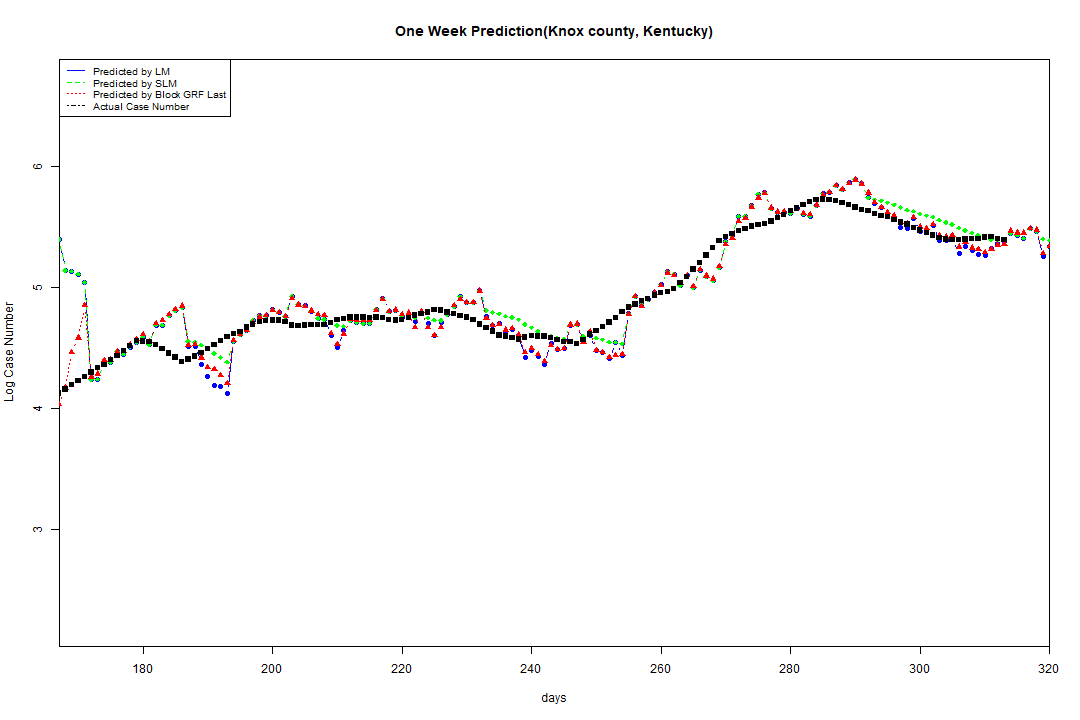 One Week Prediction(Knox county, Kentucky)
Predicted by LM
Predicted by SLM
Predicted by Block GRF Last
Actual Case Number
Log Case Number
6
5
4
3
180 200 220 240 260 280 300 320
days